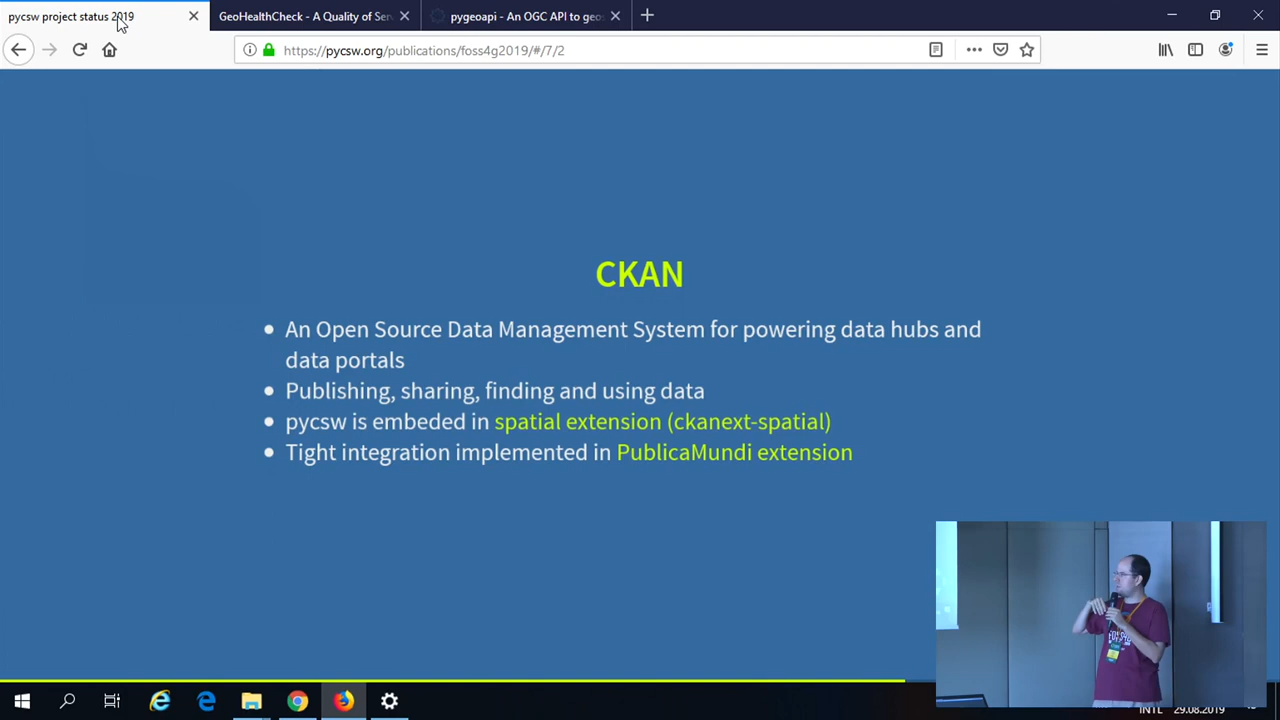 pycsw project status 2019
GeoHealthCheck - A Quality of Ser
pygeoapi - An OGC API to geos
https://pycsw.org/publications/foss4g2019/#/7/2
CKAN
An Open Source Data Management System for powering data hubs and
data portals
Publishing, sharing, finding and using data
pycsw is embeded in spatial extension (ckanext-spatial)
Tight integration implemented in PublicaMundi extension
INTL
29.08.2019